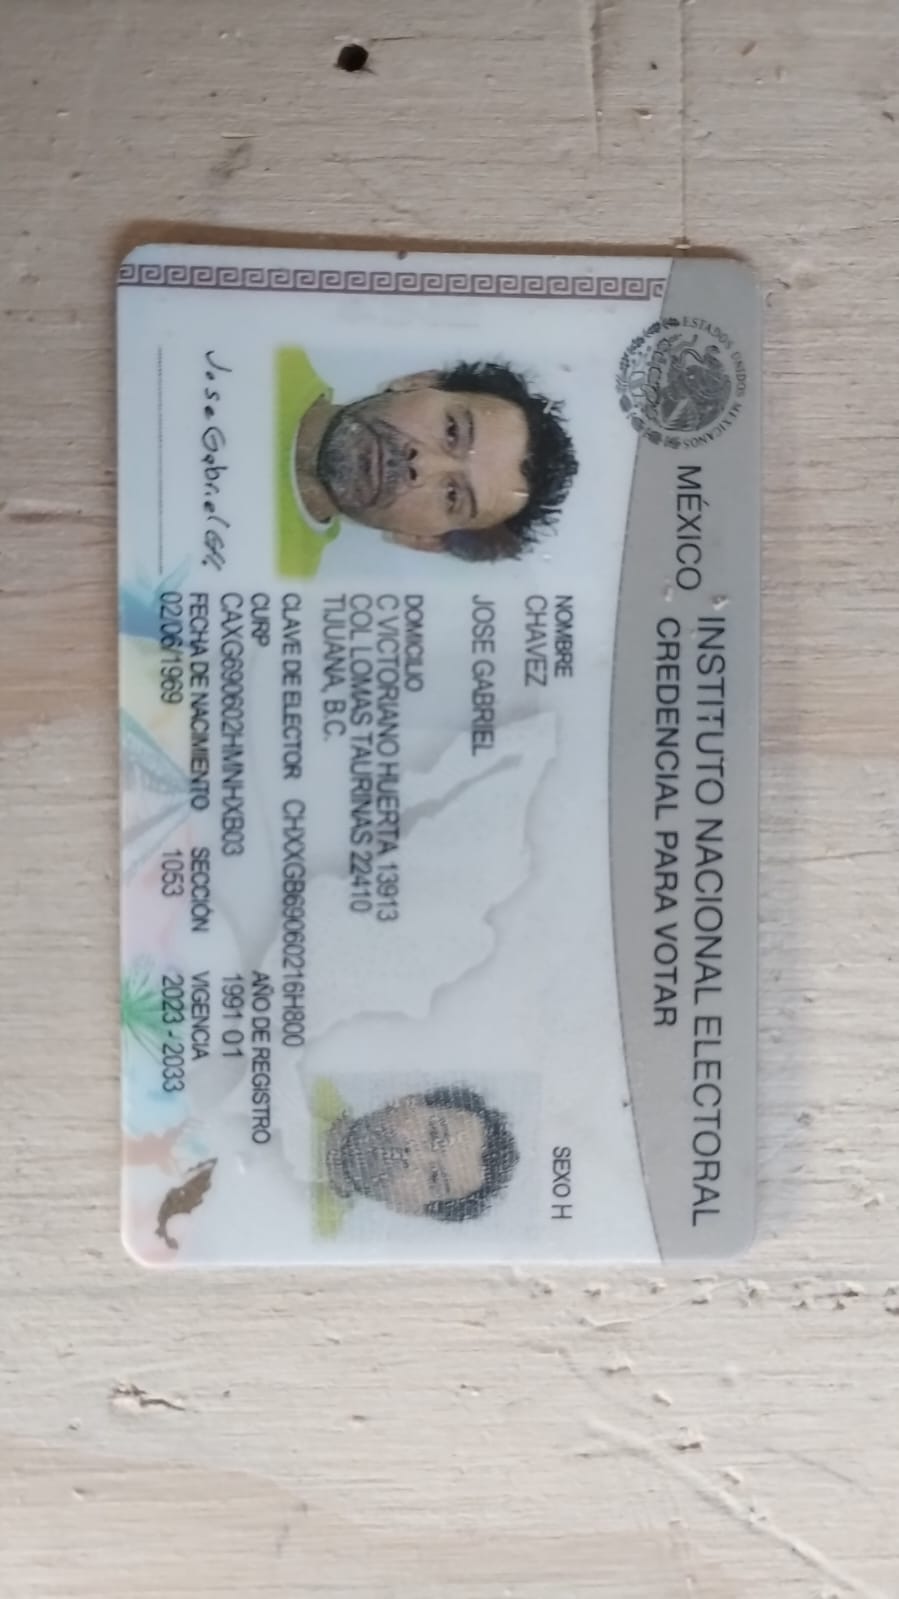 ESTADOS UNIDOS MEXICANOS
MÉXICO
INSTITUTO NACIONAL ELECTORAL
CREDENCIAL PARA VOTAR
NOMBRE
CHAVEZ
JOSE GABRIEL
SEXO H
DOMICILIO
C VICTORIANO HUERTA 13913
COL LOMAS TAURINAS 22410
TIJUANA, B.C.
CLAVE DE ELECTOR CHXXGB69060216H800
CURP
CAXG690602HMNHXB03
AÑO DE REGISTRO
1991 01
FECHA DE NACIMIENTO
02/06/1969
SECCIÓN
1053
VIGENCIA
2023 - 2033
Jose Gabriel